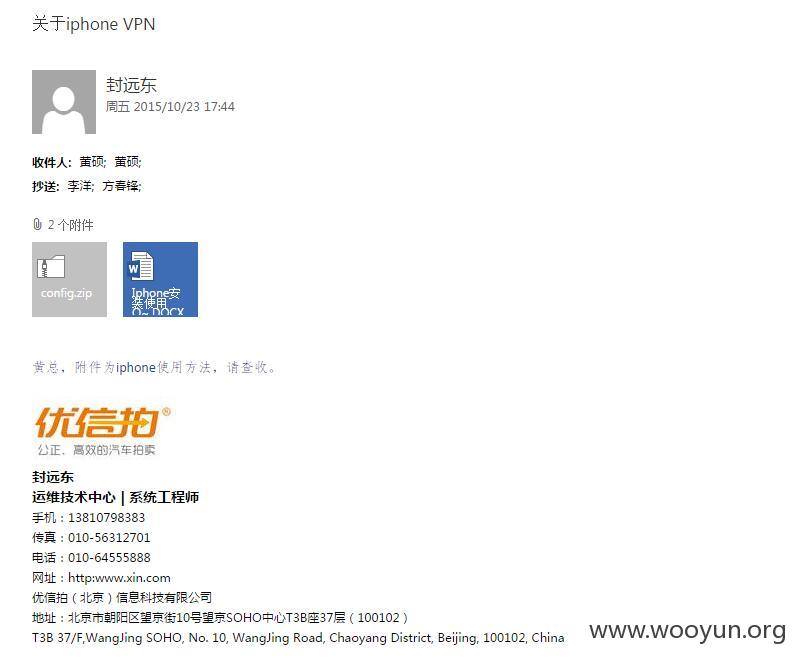 关于iphone VPN
封远东
周五 2015/10/23 17:44
收件人: 黄硕; 黄硕;
抄送: 李洋; 方春锋;
2 个附件
config.zip
Iphone安
装使用
O~.DOCX
黄总，附件为iphone使用方法，请查收。
优信拍®
公正、高效的汽车拍卖
封远东
运维技术中心 | 系统工程师
手机：13810798383
传真：010-56312701
电话：010-64555888
网址：http:www.xin.com
优信拍（北京）信息科技有限公司
地址：北京市朝阳区望京街10号望京SOHO中心T3B座37层（100102）
T3B 37/F,WangJing SOHO, No. 10, WangJing Road, Chaoyang District, Beijing, 100102, China
www.wooyun.org